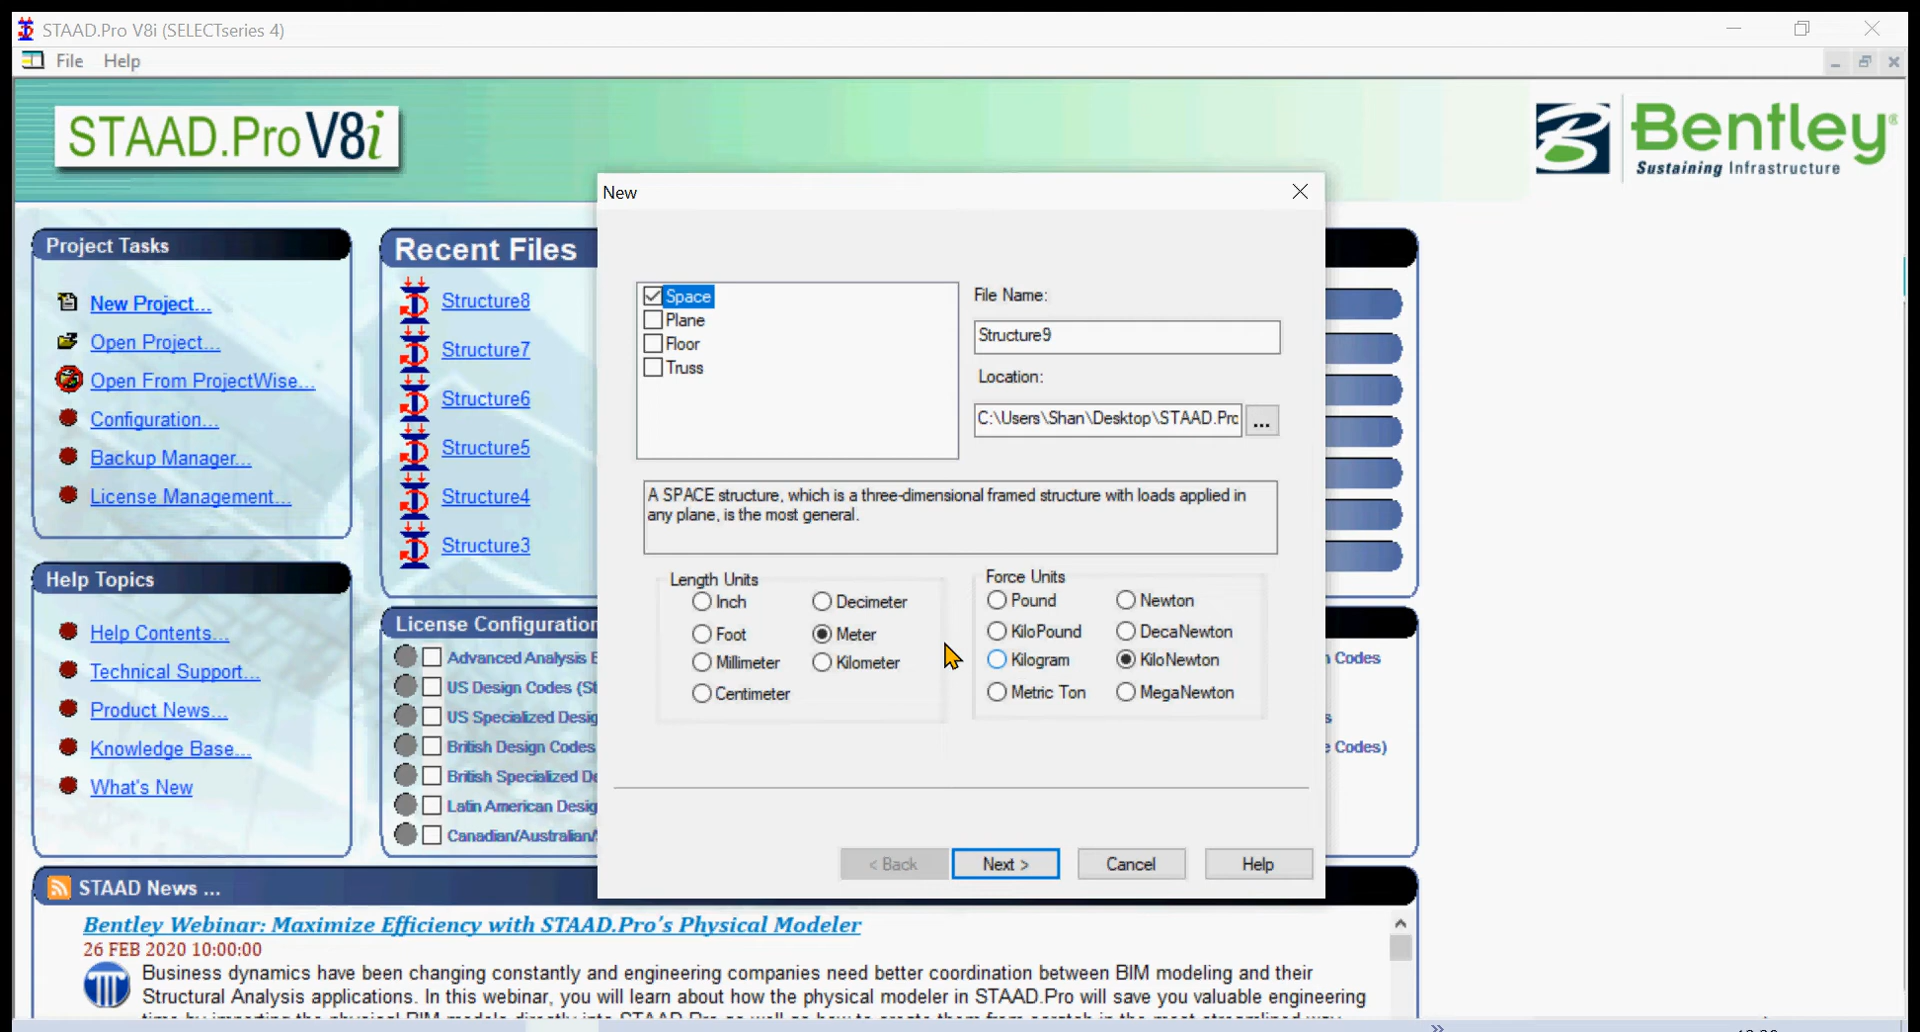 STAAD.Pro V8i (SELECTseries 4)
File Help
STAAD.Pro V8i
Bentley®
Sustaining Infrastructure
Project Tasks
New Project...
Open Project...
Open From ProjectWise...
Configuration...
Backup Manager...
License Management...
Help Topics
Help Contents...
Technical Support...
Product News...
Knowledge Base...
What's New
Recent Files
Structure8
Structure7
Structure6
Structure5
Structure4
Structure3
License Configuration
Advanced Analysis E
US Design Codes (St
US Specialized Desig
British Design Codes
British Specialized De
Latin American Desig
Canadian/Australian/
Codes
e Codes)
New
Space
Plane
Floor
Truss
File Name:
Structure9
Location:
C:\Users\Shan\Desktop\STAAD.Pro
...
A SPACE structure, which is a three-dimensional framed structure with loads applied in
any plane, is the most general.
Length Units
Inch Decimeter
Foot Meter
Millimeter Kilometer
Centimeter
Force Units
Pound Newton
KiloPound DecaNewton
Kilogram KiloNewton
Metric Ton MegaNewton
< Back Next > Cancel Help
STAAD News ...
Bentley Webinar: Maximize Efficiency with STAAD.Pro's Physical Modeler
26 FEB 2020 10:00:00
Business dynamics have been changing constantly and engineering companies need better coordination between BIM modeling and their
Structural Analysis applications. In this webinar, you will learn about how the physical modeler in STAAD.Pro will save you valuable engineering